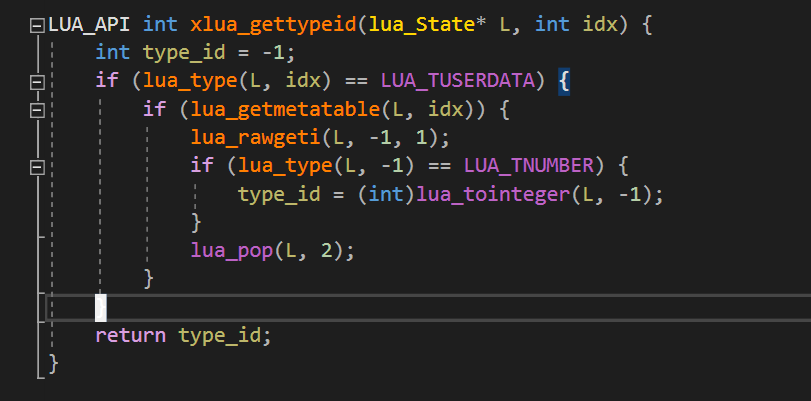 LUA_API int xlua_gettypeid(lua_State* L, int idx) {
    int type_id = -1;
    if (lua_type(L, idx) == LUA_TUSERDATA) {
        if (lua_getmetatable(L, idx)) {
            lua_rawgeti(L, -1, 1);
            if (lua_type(L, -1) == LUA_TNUMBER) {
                type_id = (int)lua_tointeger(L, -1);
            }
            lua_pop(L, 2);
        }
    }
    return type_id;
}